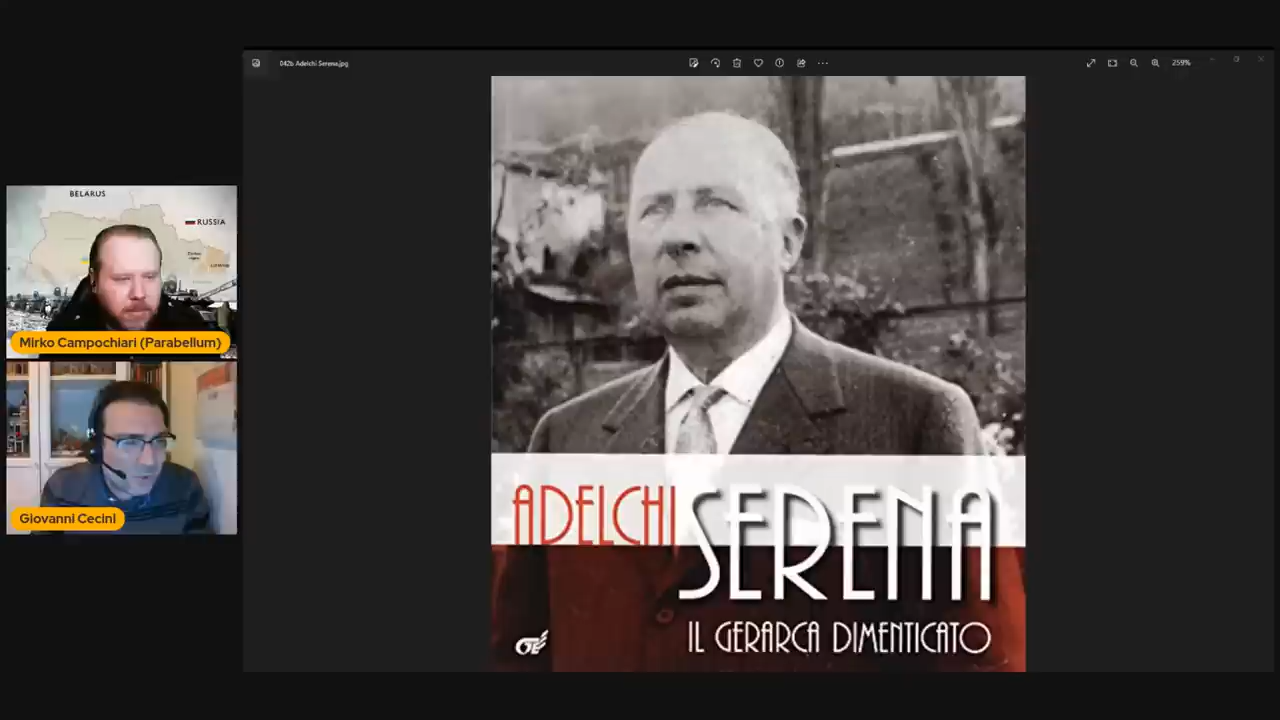 042b Adelchi Serena.jpg
259%
BELARUS
RUSSIA
Mirko Campochiari (Parabellum)
Giovanni Cecini
ADELCHI SERENA
IL GERARCA DIMENTICATO